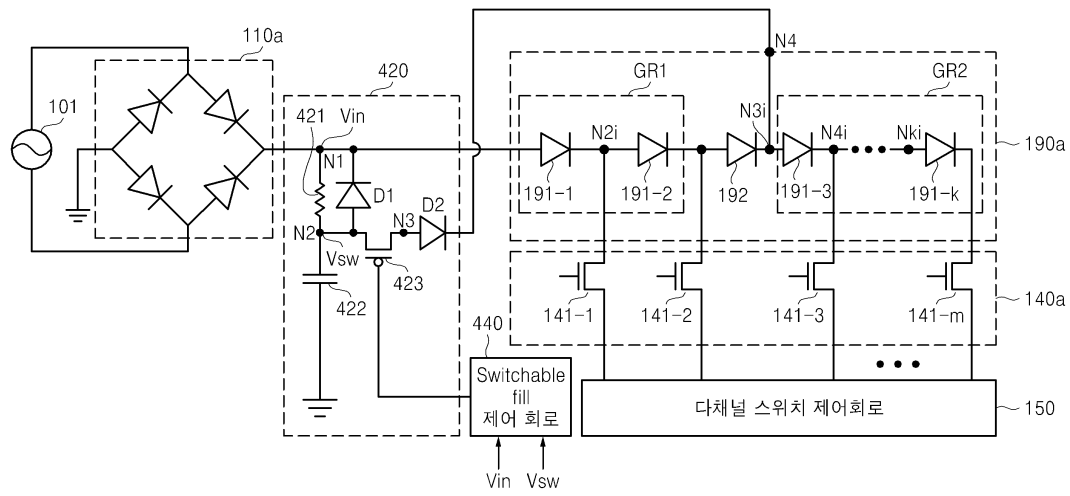 110a
N4
420
GR1
GR2
101
421
Vin
N3i
N2i
N4i
Nki
190a
N1
191-1
191-2
192
191-3
191-k
D1
N3
D2
N2
Vsw
423
422
141-1
141-2
141-3
141-m
140a
440
Switchable
fill
제어 회로
다채널 스위치 제어회로
150
Vin
Vsw